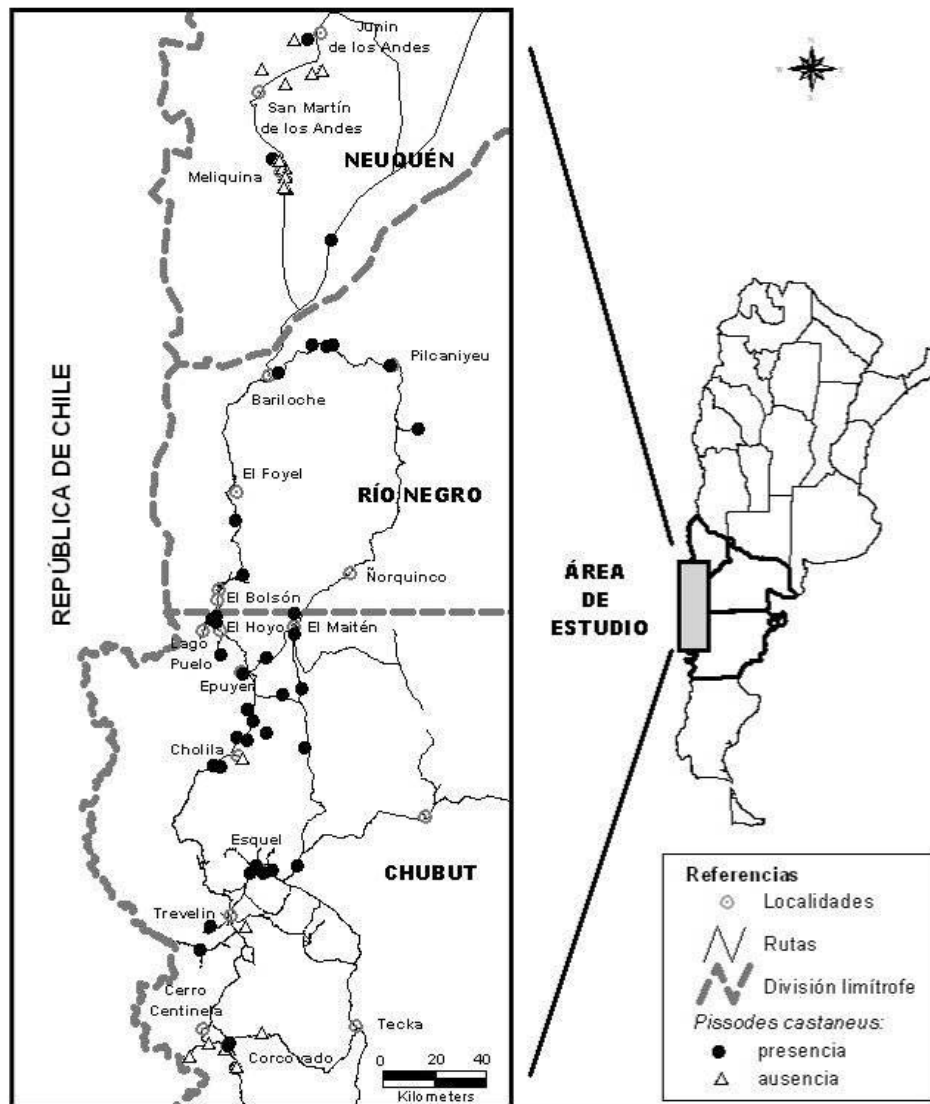 Junin
de los Andes
San Martín
de los Andes
NEUQUÉN
Meliquina
Pilcaniyeu
Bariloche
REPÚBLICA DE CHILE
El Foyel
RÍO NEGRO
Ñorquinco
El Bolsón
El Hoyo
El Maitén
Lago
Puelo
Epuyen
Cholila
Esquel
CHUBUT
Trevelin
Cerro
Centinela
Tecka
Corcovado
0 20 40
Kilometers
ÁREA
DE
ESTUDIO
Referencias
Localidades
Rutas
División limítrofe
Pissodes castaneus:
presencia
ausencia